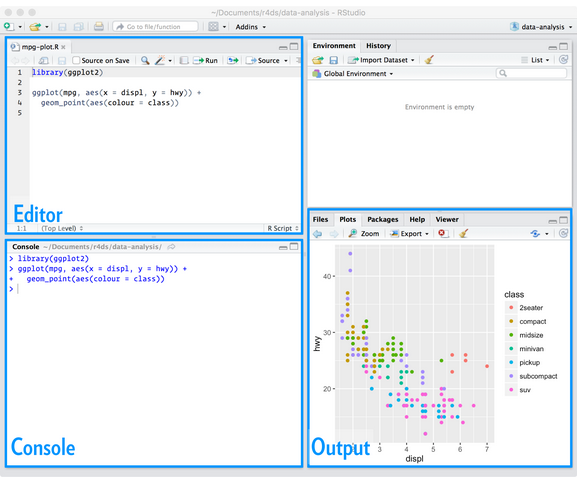 ~/Documents/r4ds/data-analysis - RStudio
Go to file/function
Addins
data-analysis
mpg-plot.R
Source on Save
Run
Source
1 library(ggplot2)
2
3 ggplot(mpg, aes(x = displ, y = hwy)) +
4 geom_point(aes(colour = class))
5
Editor
1:1 (Top Level) R Script
Console ~/Documents/r4ds/data-analysis/
> library(ggplot2)
> ggplot(mpg, aes(x = displ, y = hwy)) +
+ geom_point(aes(colour = class))
>
Console
Environment History
Import Dataset
List
Global Environment
Environment is empty
Files Plots Packages Help Viewer
Zoom Export
40
30
20
hwy
3 4 5 6 7
displ
class
2seater
compact
midsize
minivan
pickup
subcompact
suv
Output